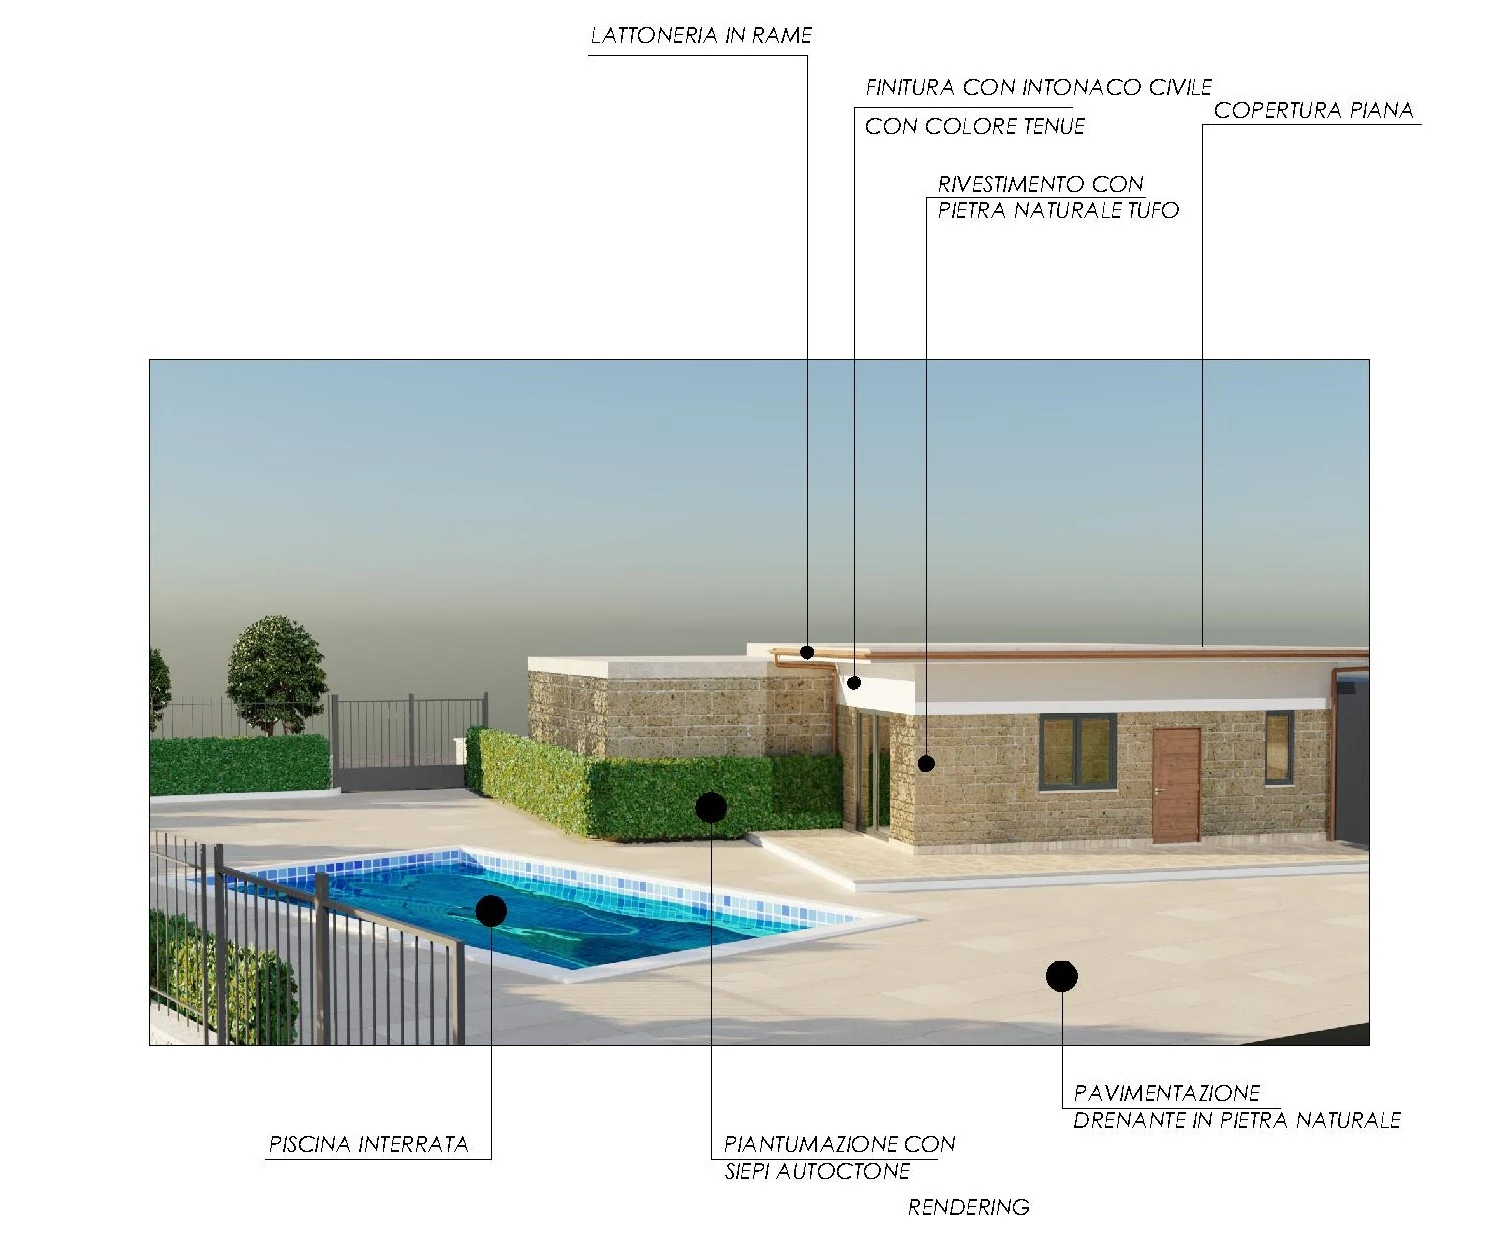 LATTONERIA IN RAME
FINITURA CON INTONACO CIVILE
CON COLORE TENUE
COPERTURA PIANA
RIVESTIMENTO CON
PIETRA NATURALE TUFO
PAVIMENTAZIONE
DRENANTE IN PIETRA NATURALE
PISCINA INTERRATA
PIANTUMAZIONE CON
SIEPI AUTOCTONE
RENDERING